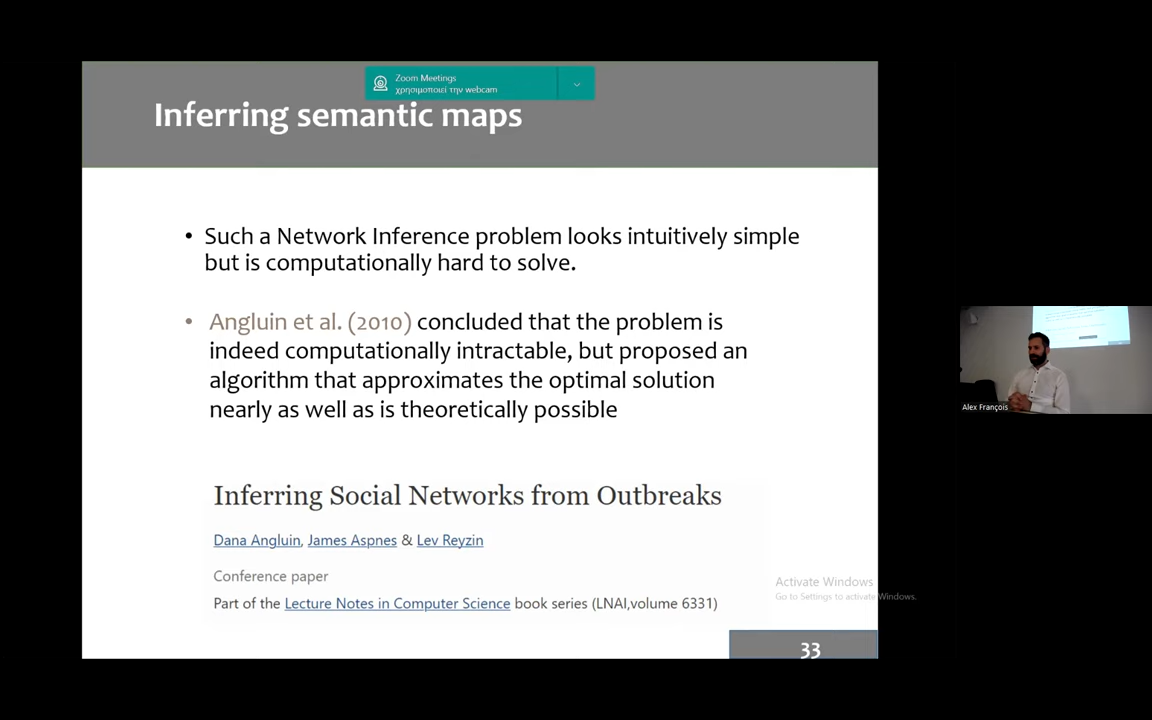 Zoom Meetings
χρησιμοποιεί την webcam
Inferring semantic maps
• Such a Network Inference problem looks intuitively simple
but is computationally hard to solve.
• Angluin et al. (2010) concluded that the problem is
indeed computationally intractable, but proposed an
algorithm that approximates the optimal solution
nearly as well as is theoretically possible
Inferring Social Networks from Outbreaks
Dana Angluin, James Aspnes & Lev Reyzin
Conference paper
Part of the Lecture Notes in Computer Science book series (LNAI,volume 6331)
Activate Windows
Go to Settings to activate Windows.
33
Alex François